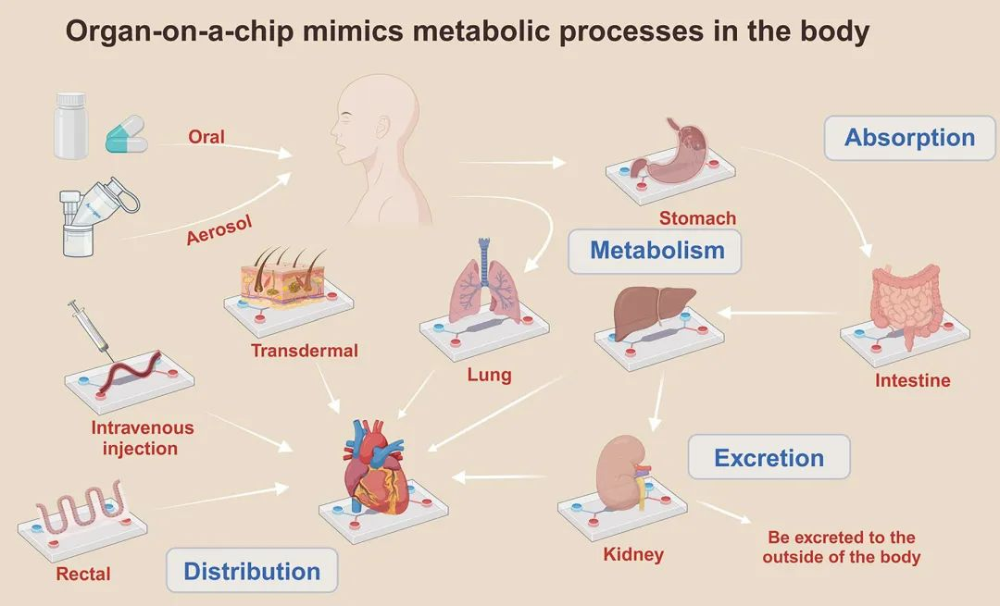 Organ-on-a-chip mimics metabolic processes in the body
Oral
Aerosol
Stomach
Absorption
Metabolism
Transdermal
Lung
Intestine
Intravenous
injection
Excretion
Rectal
Distribution
Kidney
Be excreted to the
outside of the body